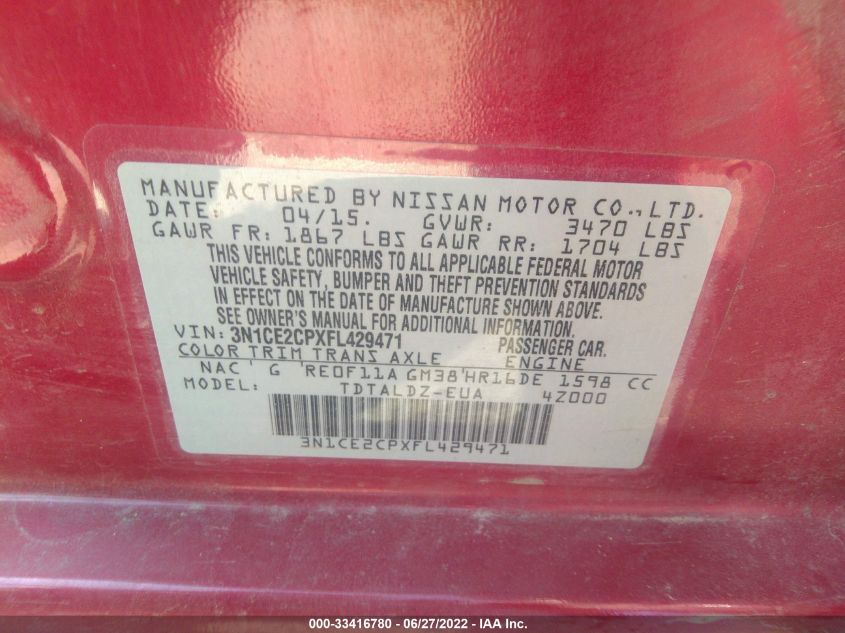 MANUFACTURED BY NISSAN MOTOR CO., LTD.
DATE: 04/15. GVWR: 3470 LBS
GAWR FR: 1867 LBS GAWR RR: 1704 LBS
THIS VEHICLE CONFORMS TO ALL APPLICABLE FEDERAL MOTOR
VEHICLE SAFETY, BUMPER AND THEFT PREVENTION STANDARDS
IN EFFECT ON THE DATE OF MANUFACTURE SHOWN ABOVE.
SEE OWNER'S MANUAL FOR ADDITIONAL INFORMATION.
VIN: 3N1CE2CPXFL429471 PASSENGER CAR.
COLOR TRIM TRANS AXLE ENGINE
NAC ' G 'RE0F11A GM38'HR16DE 1598 CC
MODEL: TDTALDZ-EUA 4Z000
3N1CE2CPXFL429471
000-33416780 - 06/27/2022 - IAA Inc.